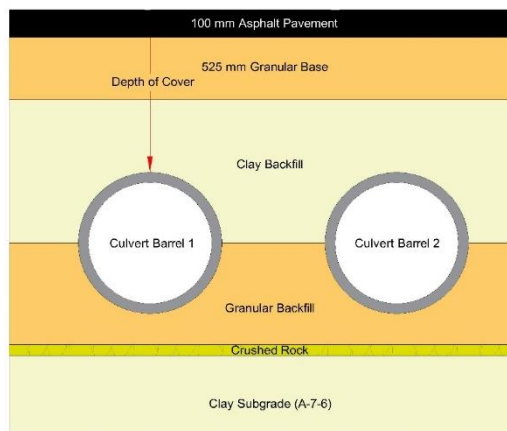 100 mm Asphalt Pavement
525 mm Granular Base
Depth of Cover
Clay Backfill
Culvert Barrel 1
Culvert Barrel 2
Granular Backfill
Crushed Rock
Clay Subgrade (A-7-6)